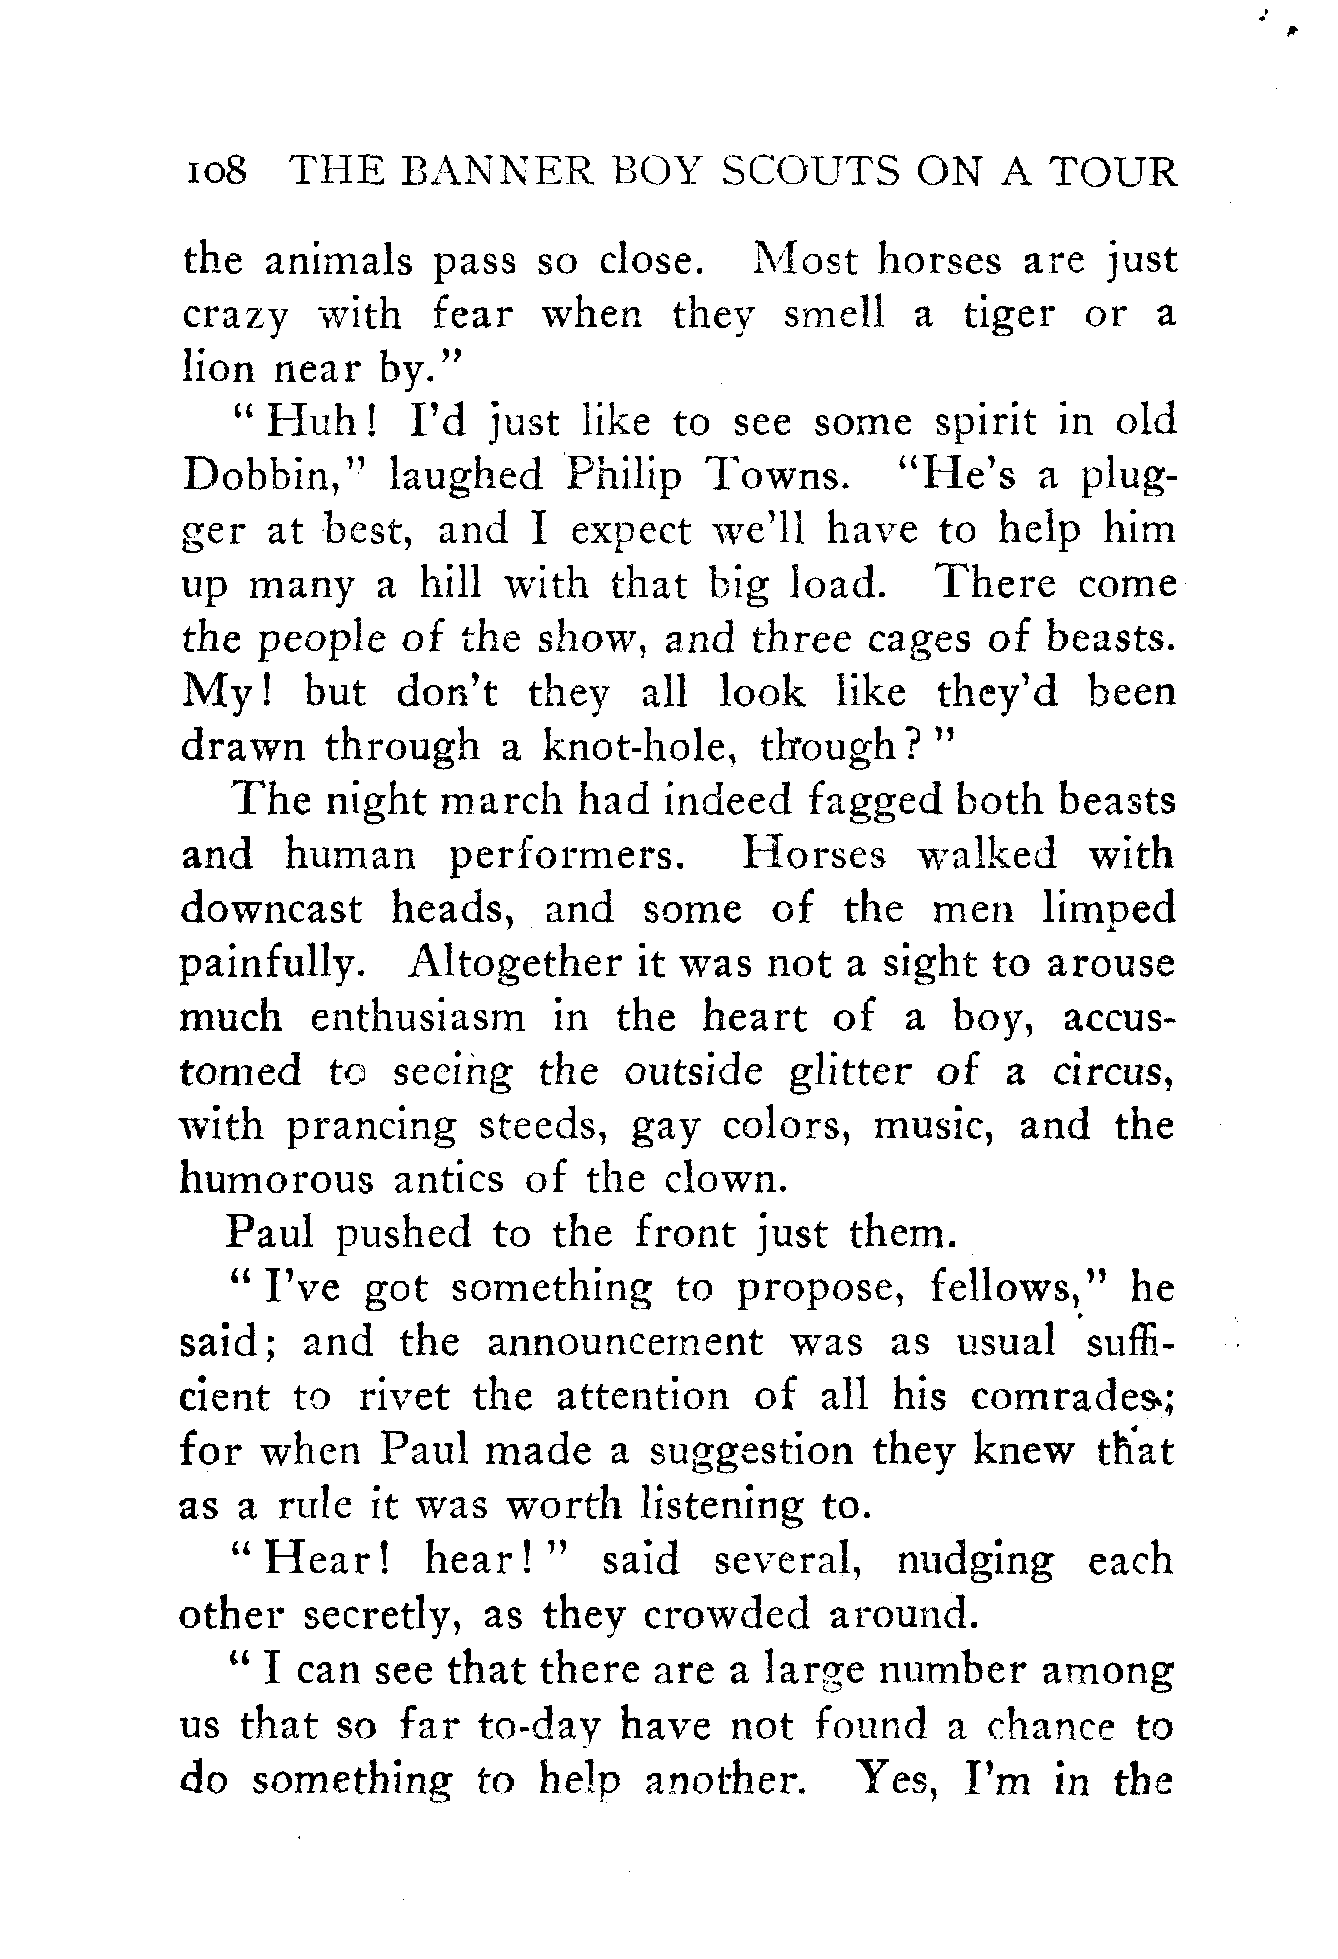 108 THE BANNER BOY SCOUTS ON A TOUR
the animals pass so close. Most horses are just
crazy with fear when they smell a tiger or a
lion near by."
"Huh! I'd just like to see some spirit in old
Dobbin," laughed Philip Towns. "He's a plug-
ger at best, and I expect we'll have to help him
up many a hill with that big load. There come
the people of the show, and three cages of beasts.
My! but don't they all look like they'd been
drawn through a knot-hole, though?"
The night march had indeed fagged both beasts
and human performers. Horses walked with
downcast heads, and some of the men limped
painfully. Altogether it was not a sight to arouse
much enthusiasm in the heart of a boy, accus-
tomed to seeing the outside glitter of a circus,
with prancing steeds, gay colors, music, and the
humorous antics of the clown.
Paul pushed to the front just them.
"I've got something to propose, fellows," he
said; and the announcement was as usual suffi-
cient to rivet the attention of all his comrades;
for when Paul made a suggestion they knew that
as a rule it was worth listening to.
"Hear! hear!" said several, nudging each
other secretly, as they crowded around.
"I can see that there are a large number among
us that so far to-day have not found a chance to
do something to help another. Yes, I'm in the